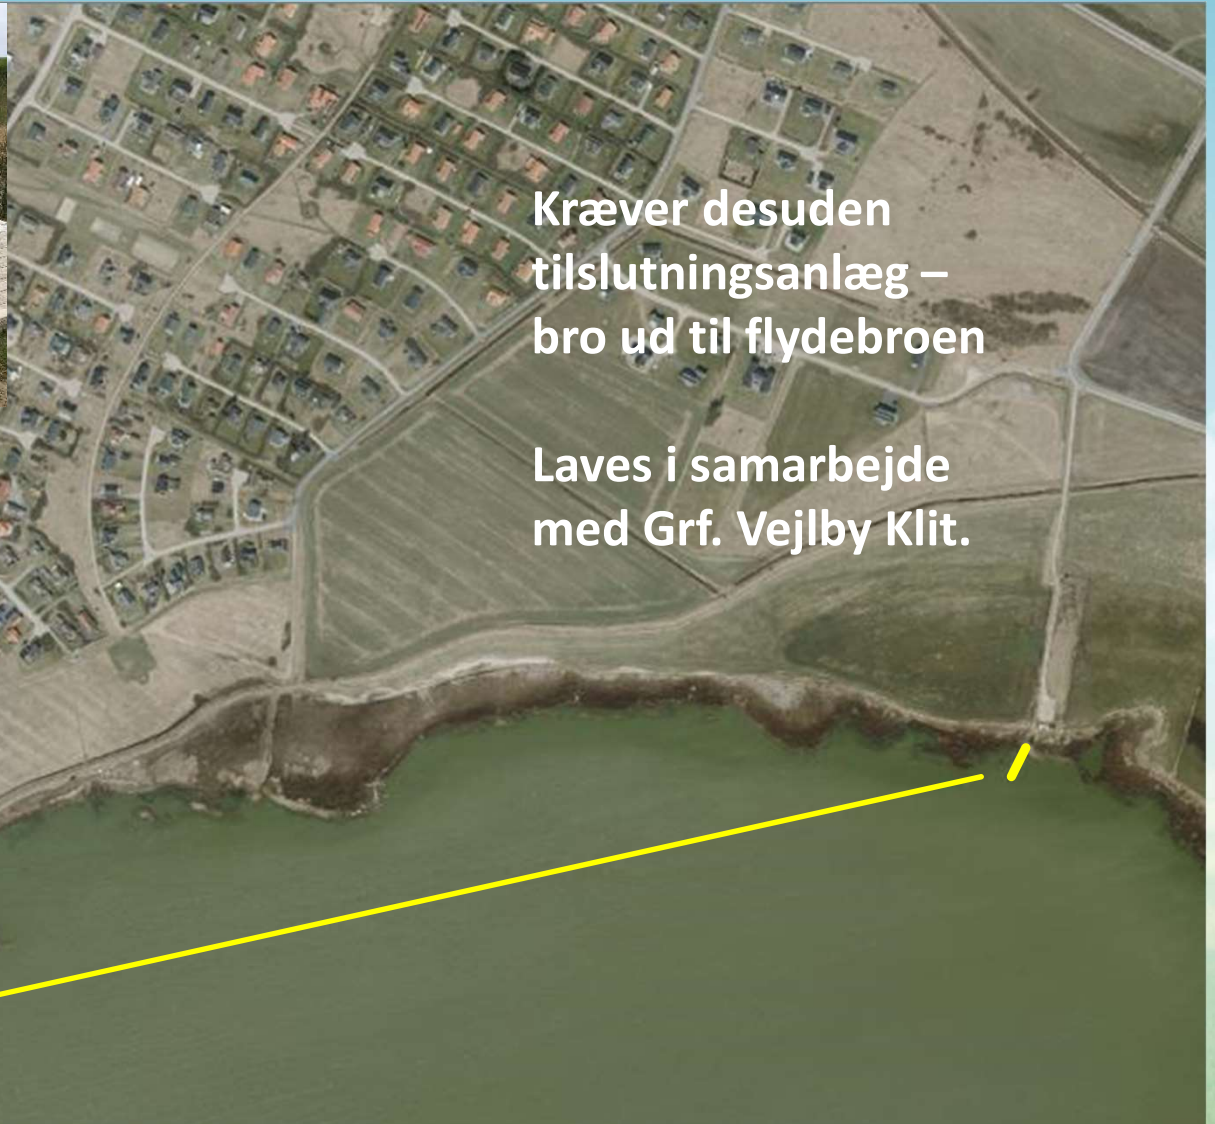 Kræver desuden
tilslutningsanlæg –
bro ud til flydebroen
Laves i samarbejde
med Grf. Vejlby Klit.